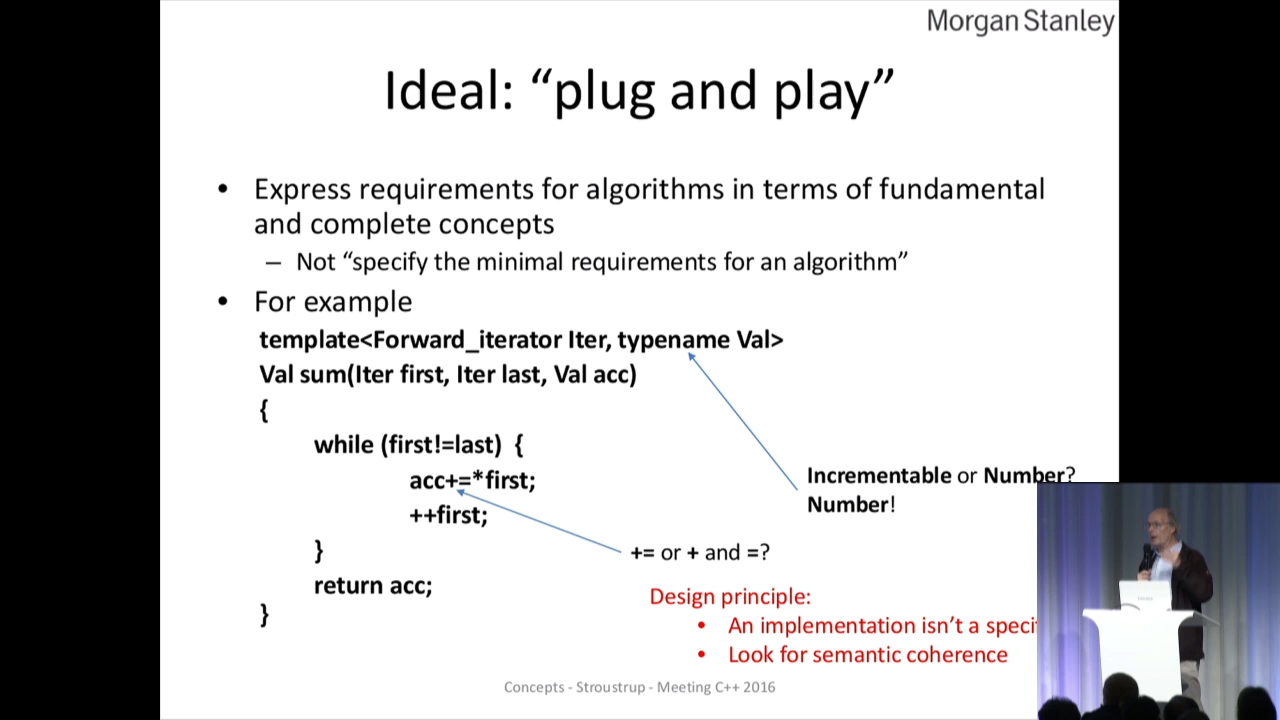 Morgan Stanley
Ideal: “plug and play”
• Express requirements for algorithms in terms of fundamental
and complete concepts
– Not “specify the minimal requirements for an algorithm”
• For example
template<Forward_iterator Iter, typename Val>
Val sum(Iter first, Iter last, Val acc)
{
while (first!=last) {
acc+=*first;
++first;
}
return acc;
}
Incrementable or Number?
Number!
+= or + and =?
Design principle:
• An implementation isn’t a speci
• Look for semantic coherence
Concepts - Stroustrup - Meeting C++ 2016